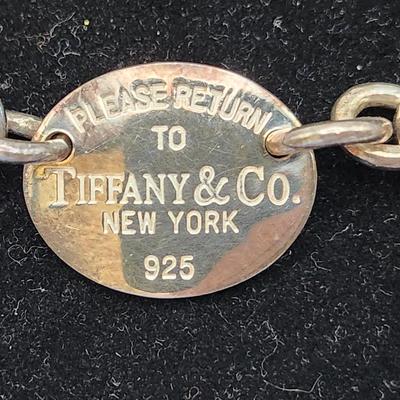 PLEASE RETURN
TO
TIFFANY & CO.
NEW YORK
925